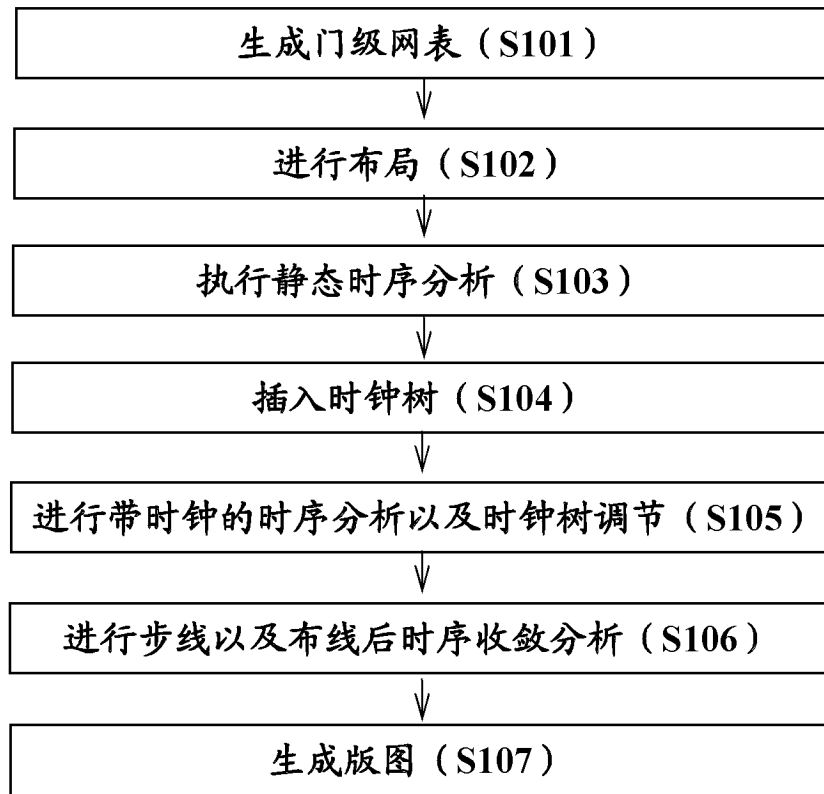 生成门级网表（S101）
进行布局（S102）
执行静态时序分析（S103）
插入时钟树（S104）
进行带时钟的时序分析以及时钟树调节（S105）
进行步线以及布线后时序收敛分析（S106）
生成版图（S107）